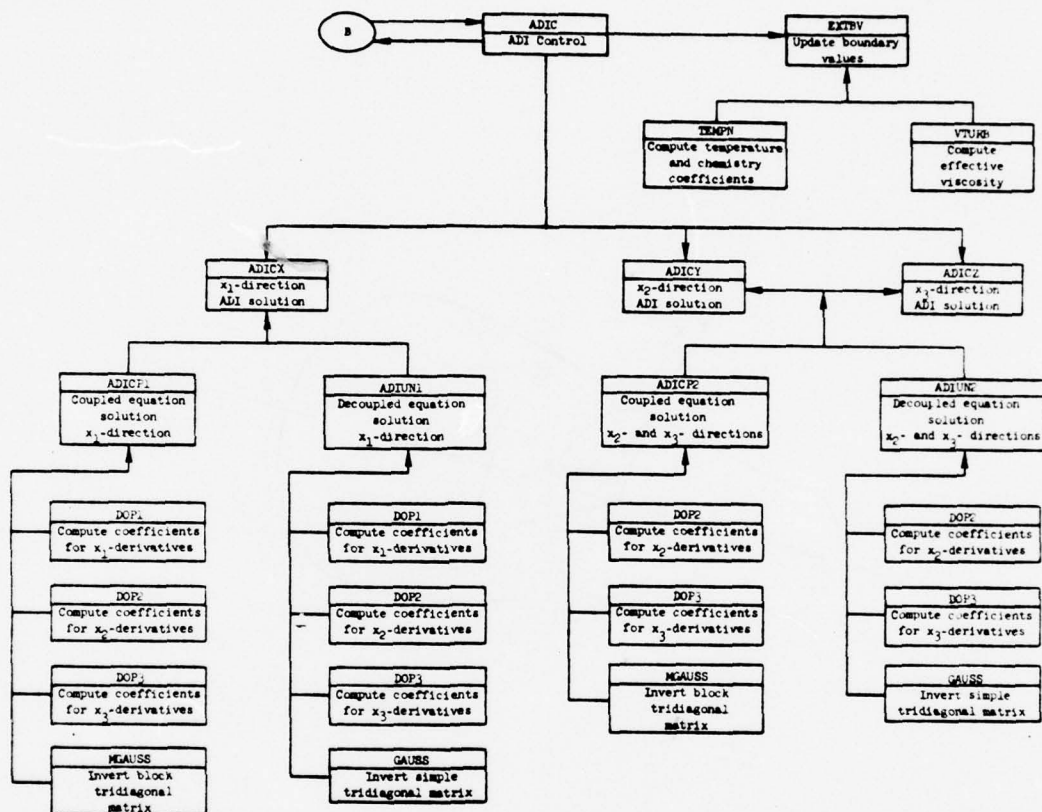 B
ADIC
ADI Control
EXTBV
Update boundary
values
TEMPN
Compute temperature
and chemistry
coefficients
VTURB
Compute
effective
viscosity
ADICX
x₁-direction
ADI solution
ADICY
x₂-direction
ADI solution
ADICZ
x₃-direction
ADI solution
ADICP1
Coupled equation
solution
x₁-direction
ADIUN1
Decoupled equation
solution
x₁-direction
ADICP2
Coupled equation
solution
x₂- and x₃- directions
ADIUN2
Decoupled equation
solution
x₂- and x₃- directions
DOP1
Compute coefficients
for x₁-derivatives
DOP2
Compute coefficients
for x₂-derivatives
DOP3
Compute coefficients
for x₃-derivatives
MGAUSS
Invert block
tridiagonal
matrix
DOP1
Compute coefficients
for x₁-derivatives
DOP2
Compute coefficients
for x₂-derivatives
DOP3
Compute coefficients
for x₃-derivatives
GAUSS
Invert simple
tridiagonal matrix
DOP2
Compute coefficients
for x₂-derivatives
DOP3
Compute coefficients
for x₃-derivatives
MGAUSS
Invert block
tridiagonal
matrix
DOP2
Compute coefficients
for x₂-derivatives
DOP3
Compute coefficients
for x₃-derivatives
GAUSS
Invert simple
tridiagonal matrix